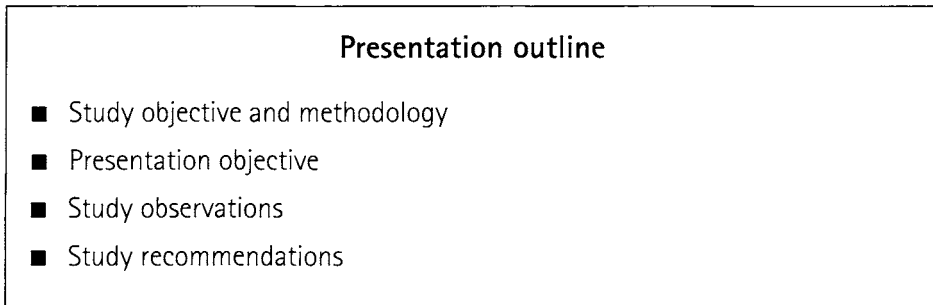 Presentation outline
■ Study objective and methodology
■ Presentation objective
■ Study observations
■ Study recommendations